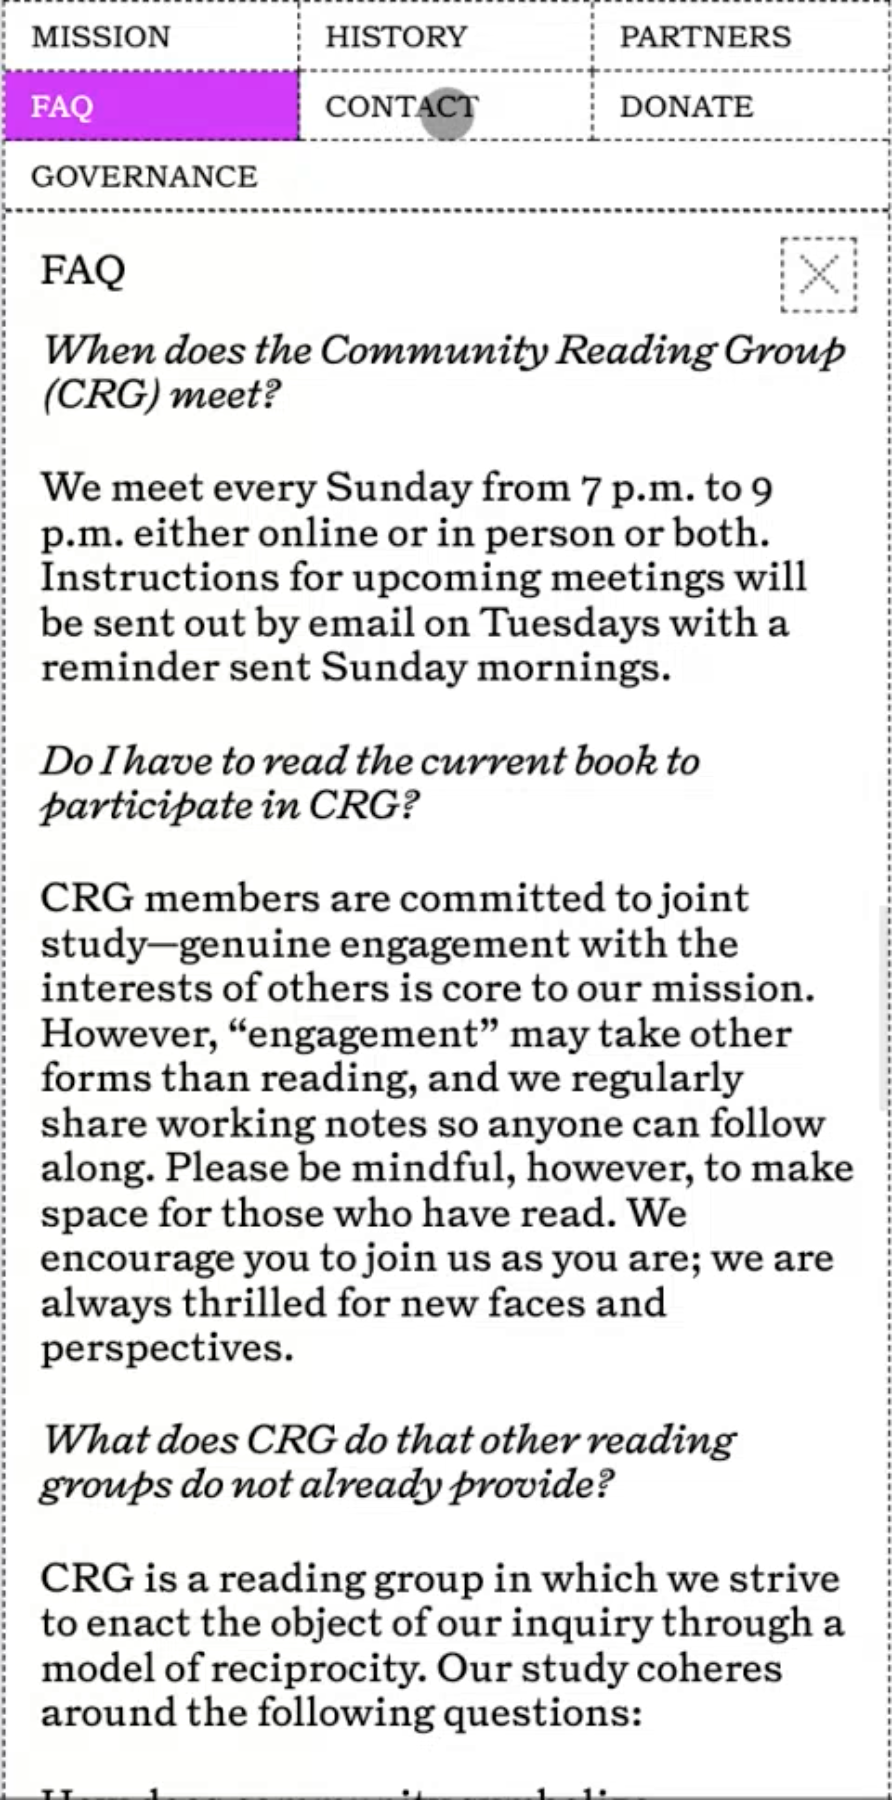 MISSION
HISTORY
PARTNERS
FAQ
CONTACT
DONATE
GOVERNANCE
FAQ
When does the Community Reading Group
(CRG) meet?
We meet every Sunday from 7 p.m. to 9
p.m. either online or in person or both.
Instructions for upcoming meetings will
be sent out by email on Tuesdays with a
reminder sent Sunday mornings.
Do I have to read the current book to
participate in CRG?
CRG members are committed to joint
study—genuine engagement with the
interests of others is core to our mission.
However, “engagement” may take other
forms than reading, and we regularly
share working notes so anyone can follow
along. Please be mindful, however, to make
space for those who have read. We
encourage you to join us as you are; we are
always thrilled for new faces and
perspectives.
What does CRG do that other reading
groups do not already provide?
CRG is a reading group in which we strive
to enact the object of our inquiry through a
model of reciprocity. Our study coheres
around the following questions:
How does community